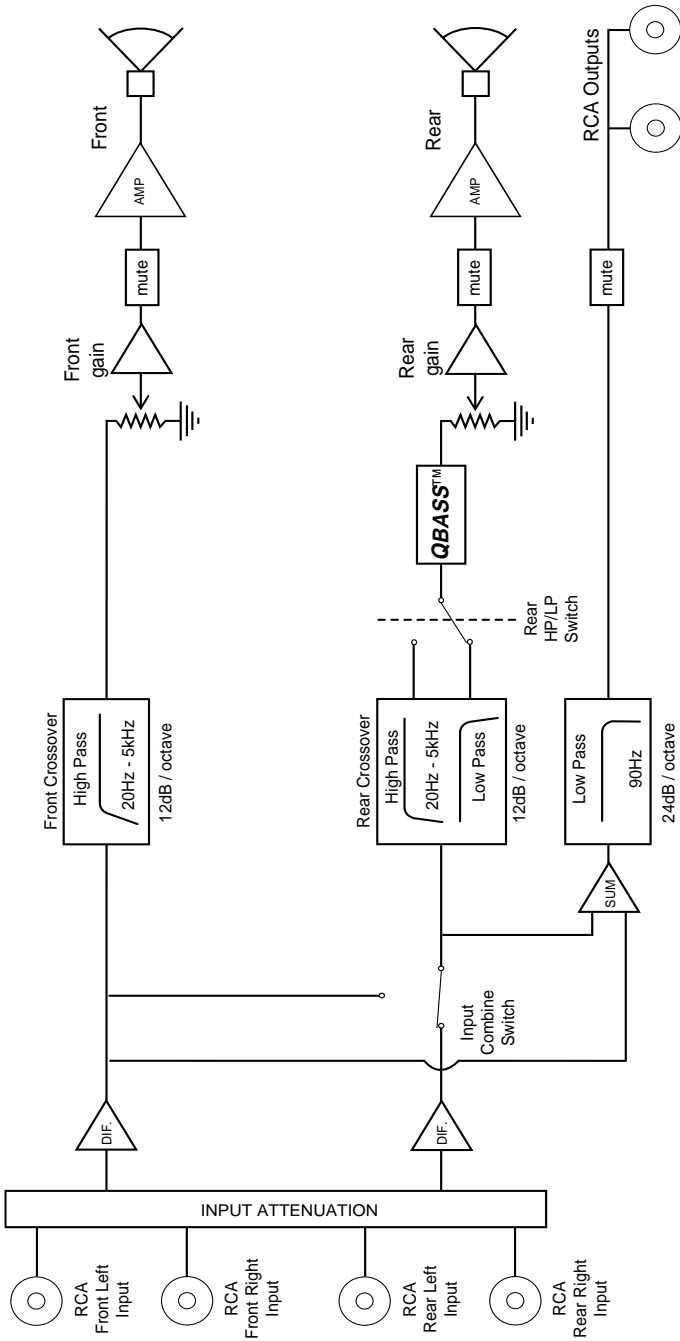 RCA
Front Left
Input
RCA
Front Right
Input
RCA
Rear Left
Input
RCA
Rear Right
Input
INPUT ATTENUATION
DIF.
DIF.
Input
Combine
Switch
SUM
Front Crossover
High Pass
20Hz - 5kHz
12dB / octave
Rear Crossover
High Pass
20Hz - 5kHz
Low Pass
12dB / octave
Low Pass
90Hz
24dB / octave
Rear
HP/LP
Switch
QBASS™
Front
gain
mute
AMP
Front
Rear
gain
mute
AMP
Rear
mute
RCA Outputs